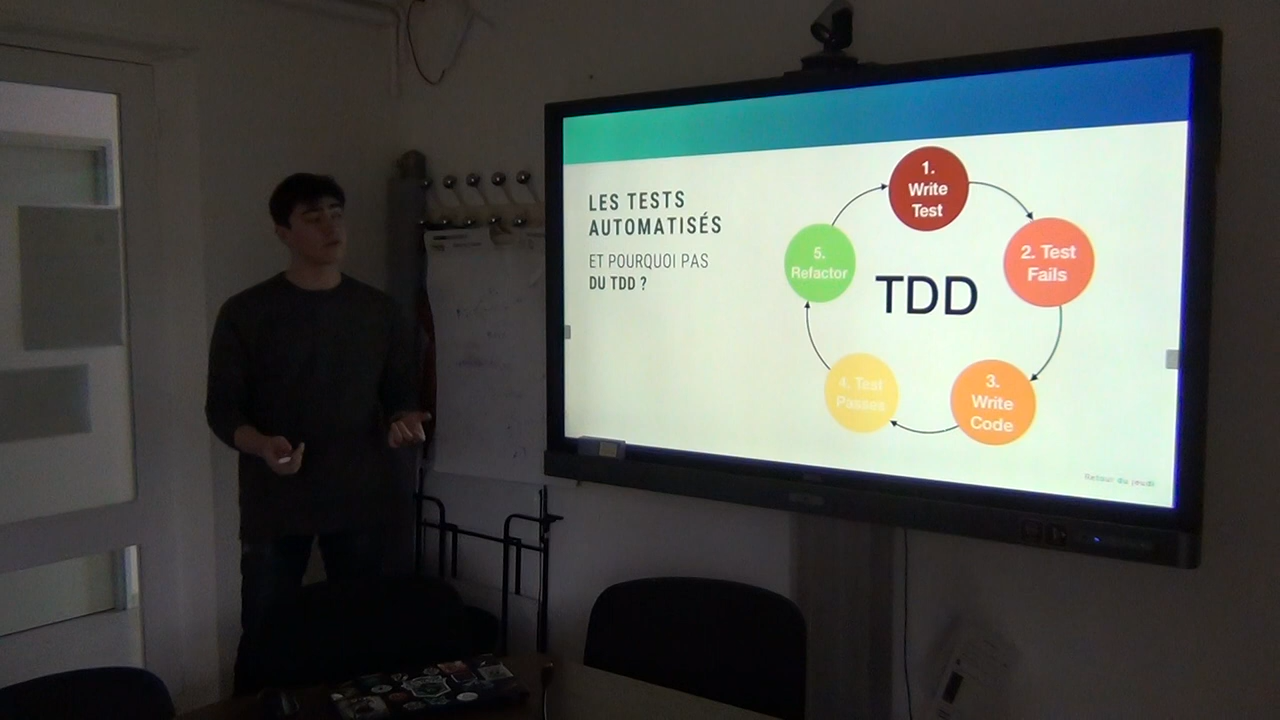 LES TESTS
AUTOMATISÉS
ET POURQUOI PAS
DU TDD ?
1.
Write
Test
2. Test
Fails
3.
Write
Code
4. Test
Passes
5.
Refactor
TDD
Retour du jeudi